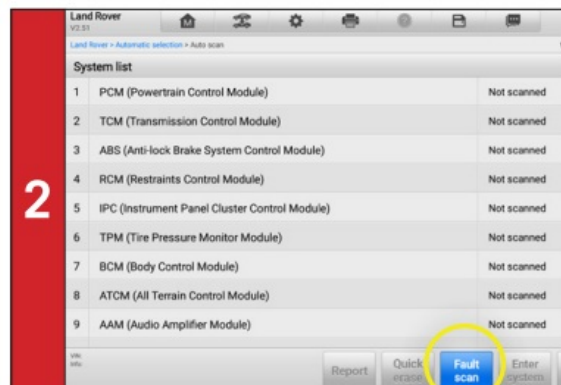 2
Land Rover
V2.51
Land Rover > Automatic selection > Auto scan
System list
1 PCM (Powertrain Control Module) Not scanned
2 TCM (Transmission Control Module) Not scanned
3 ABS (Anti-lock Brake System Control Module) Not scanned
4 RCM (Restraints Control Module) Not scanned
5 IPC (Instrument Panel Cluster Control Module) Not scanned
6 TPM (Tire Pressure Monitor Module) Not scanned
7 BCM (Body Control Module) Not scanned
8 ATCM (All Terrain Control Module) Not scanned
9 AAM (Audio Amplifier Module) Not scanned
VIN
Info
Report Quick erase Fault scan Enter system